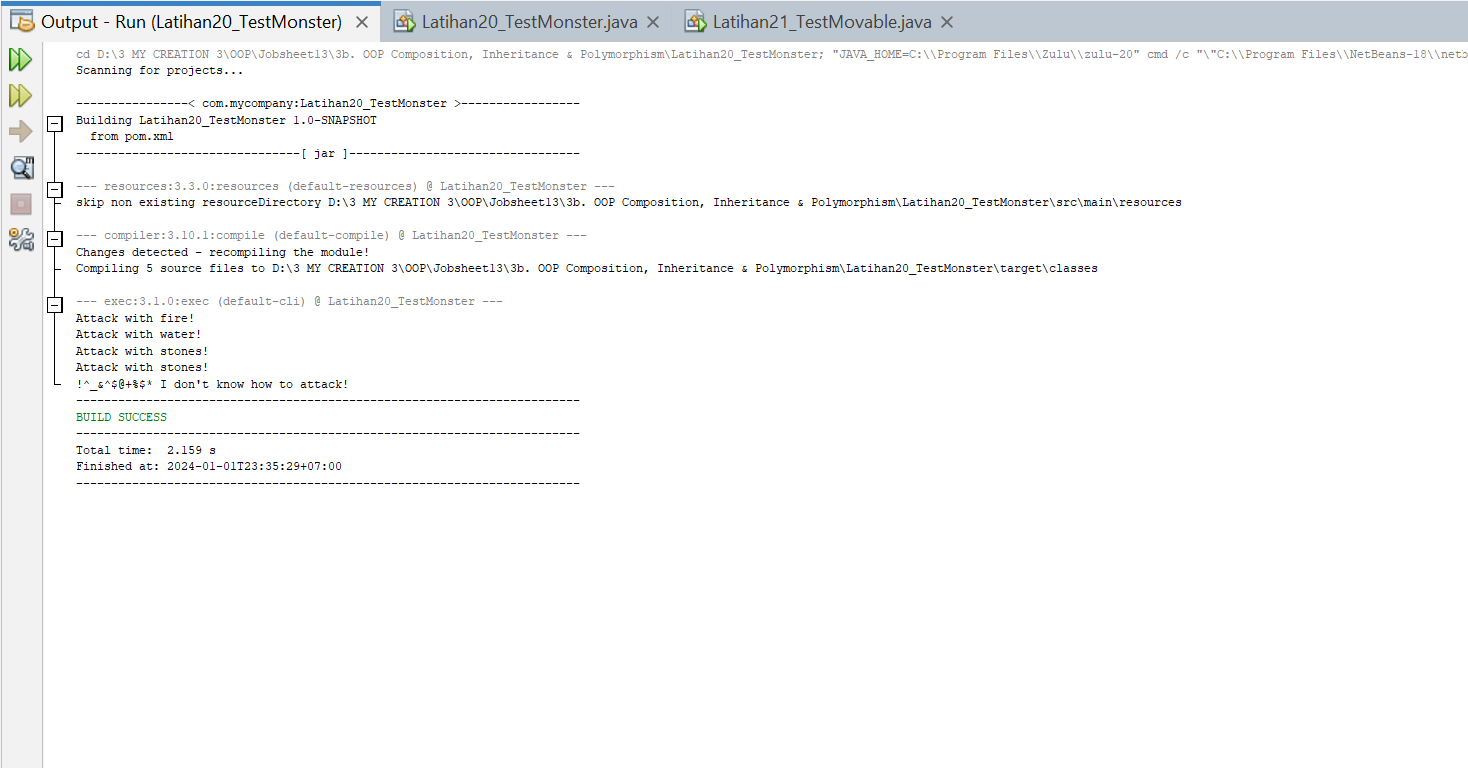 Output - Run (Latihan20_TestMonster) Latihan20_TestMonster.java Latihan21_TestMovable.java
cd D:\3 MY CREATION 3\OOP\Jobsheet13\3b. OOP Composition, Inheritance & Polymorphism\Latihan20_TestMonster; "JAVA_HOME=C:\\Program Files\\Zulu\\zulu-20" cmd /c "\"C:\\Program Files\\NetBeans-18\\netb
Scanning for projects...
----------------< com.mycompany:Latihan20_TestMonster >-----------------
Building Latihan20_TestMonster 1.0-SNAPSHOT
from pom.xml
--------------------------------[ jar ]---------------------------------
--- resources:3.3.0:resources (default-resources) @ Latihan20_TestMonster ---
skip non existing resourceDirectory D:\3 MY CREATION 3\OOP\Jobsheet13\3b. OOP Composition, Inheritance & Polymorphism\Latihan20_TestMonster\src\main\resources
--- compiler:3.10.1:compile (default-compile) @ Latihan20_TestMonster ---
Changes detected - recompiling the module!
Compiling 5 source files to D:\3 MY CREATION 3\OOP\Jobsheet13\3b. OOP Composition, Inheritance & Polymorphism\Latihan20_TestMonster\target\classes
--- exec:3.1.0:exec (default-cli) @ Latihan20_TestMonster ---
Attack with fire!
Attack with water!
Attack with stones!
Attack with stones!
!^_&^$@+%$* I don't know how to attack!
------------------------------------------------------------------------
BUILD SUCCESS
------------------------------------------------------------------------
Total time:  2.159 s
Finished at: 2024-01-01T23:35:29+07:00
------------------------------------------------------------------------